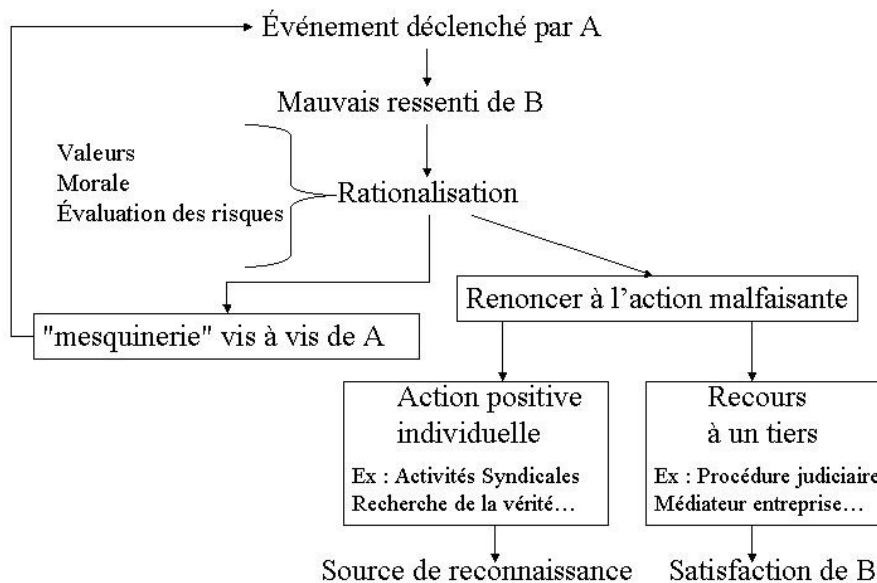 Événement déclenché par A
Mauvais ressenti de B
Valeurs
Morale
Évaluation des risques
Rationalisation
"mesquinerie" vis à vis de A
Renoncer à l’action malfaisante
Action positive
individuelle
Ex : Activités Syndicales
Recherche de la vérité…
Recours
à un tiers
Ex : Procédure judiciaire
Médiateur entreprise…
Source de reconnaissance
Satisfaction de B